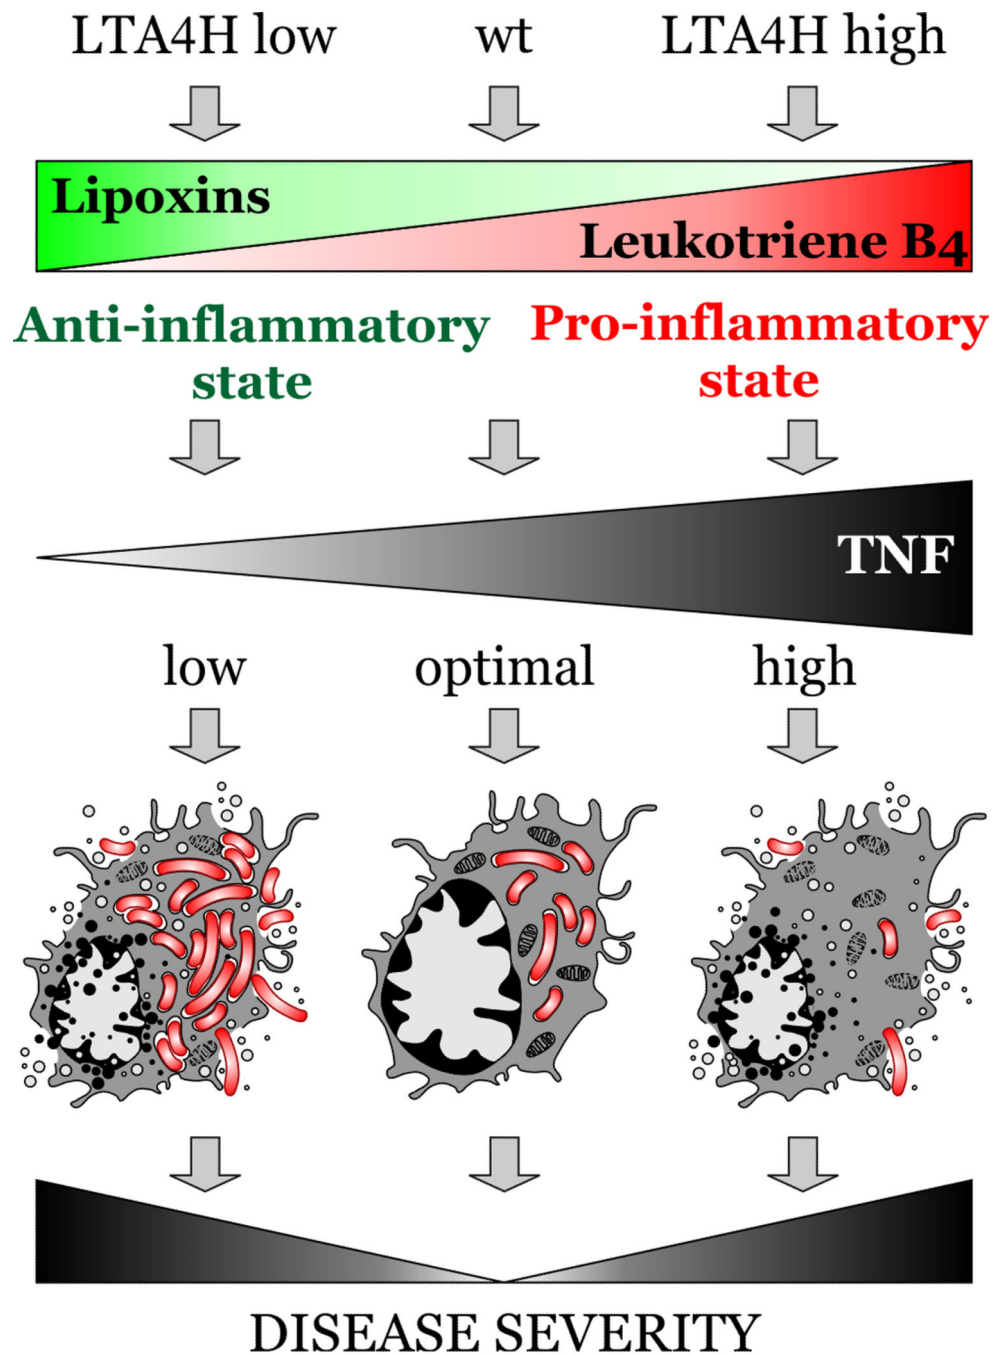 LTA4H low wt LTA4H high
Lipoxins
Leukotriene B4
Anti-inflammatory state
Pro-inflammatory state
TNF
low optimal high
DISEASE SEVERITY